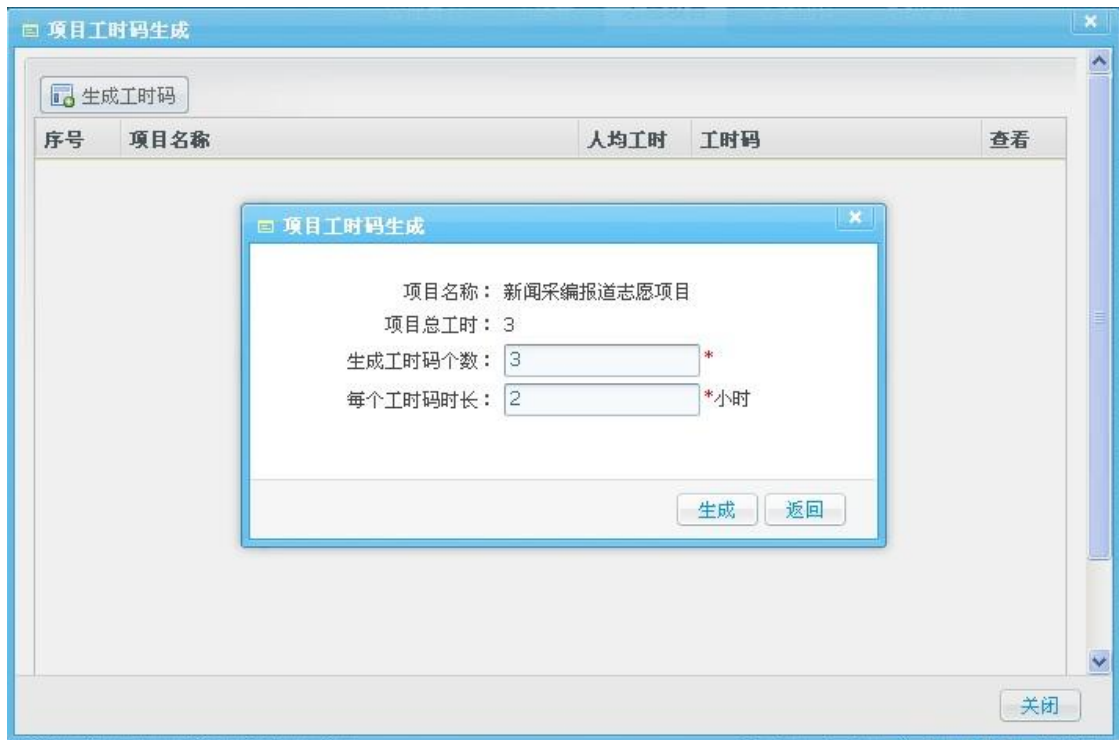 项目工时码生成
生成工时码
序号 项目名称 人均工时 工时码 查看
项目工时码生成
项目名称： 新闻采编报道志愿项目
项目总工时： 3
生成工时码个数： 3 *
每个工时码时长： 2 *小时
生成 返回
关闭